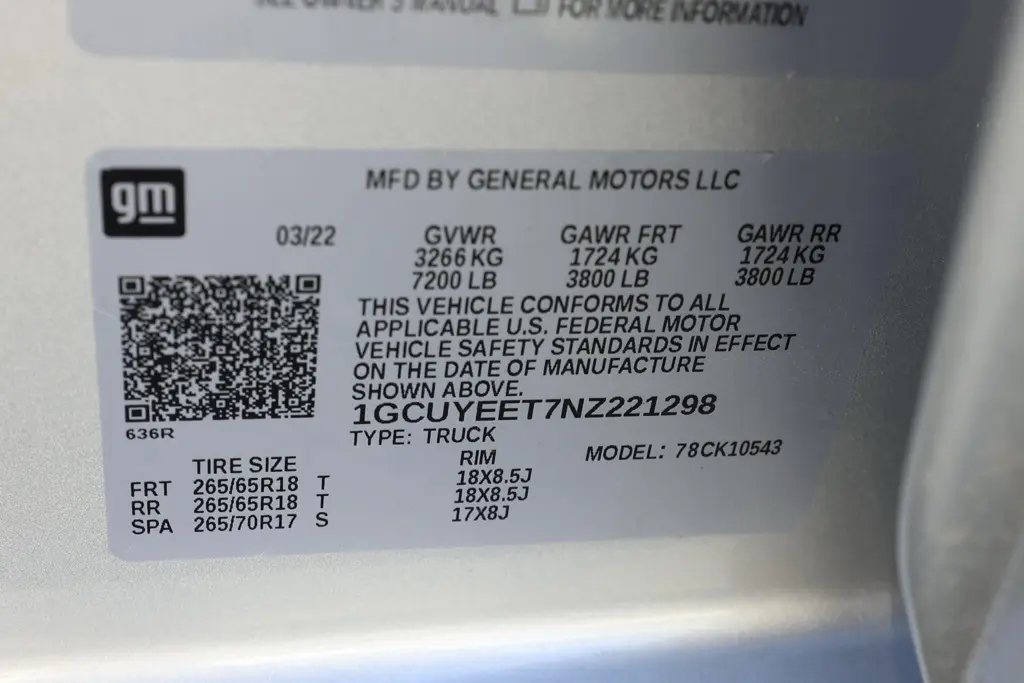 SEE OWNER'S MANUAL FOR MORE INFORMATION
gm
MFD BY GENERAL MOTORS LLC
03/22 GVWR GAWR FRT GAWR RR
3266 KG 1724 KG 1724 KG
7200 LB 3800 LB 3800 LB
THIS VEHICLE CONFORMS TO ALL
APPLICABLE U.S. FEDERAL MOTOR
VEHICLE SAFETY STANDARDS IN EFFECT
ON THE DATE OF MANUFACTURE
SHOWN ABOVE.
1GCUYEET7NZ221298
636R
TYPE: TRUCK
MODEL: 78CK10543
TIRE SIZE RIM
FRT 265/65R18 T 18X8.5J
RR 265/65R18 T 18X8.5J
SPA 265/70R17 S 17X8J